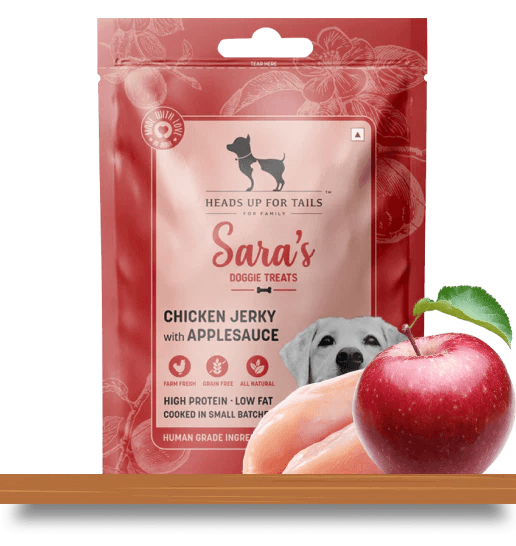 TEAR HERE
MADE WITH LOVE
HEADS UP FOR TAILS
FOR FAMILY
™
Sara's
DOGGIE TREATS
CHICKEN JERKY
with APPLESAUCE
FARM FRESH GRAIN FREE ALL NATURAL
HIGH PROTEIN · LOW FAT
COOKED IN SMALL BATCHE
HUMAN GRADE INGRE